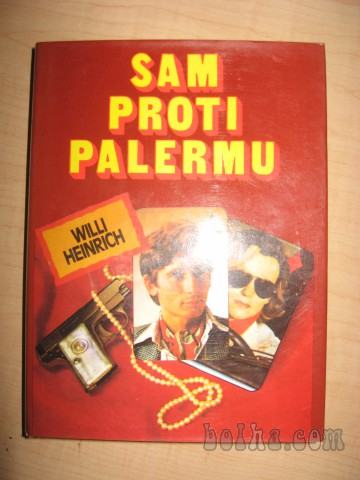 SAM
PROTI
PALERMU
WILLI
HEINRICH
bolha.com